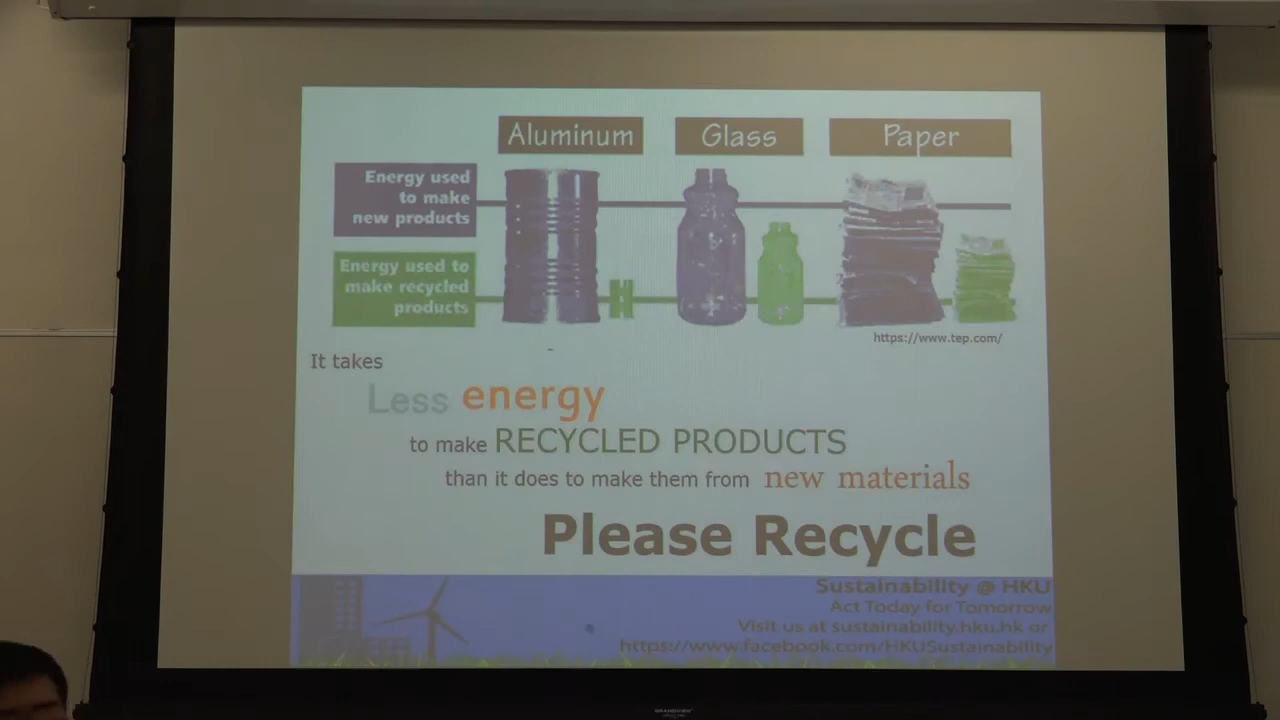 Aluminum
Glass
Paper
Energy used
to make
new products
Energy used to
make recycled
products
https://www.tep.com/
It takes
Less energy
to make RECYCLED PRODUCTS
than it does to make them from new materials
Please Recycle
Sustainability @ HKU
Act Today for Tomorrow
Visit us at sustainability.hku.hk or
https://www.facebook.com/HKUSustainability
GRANDVIEW